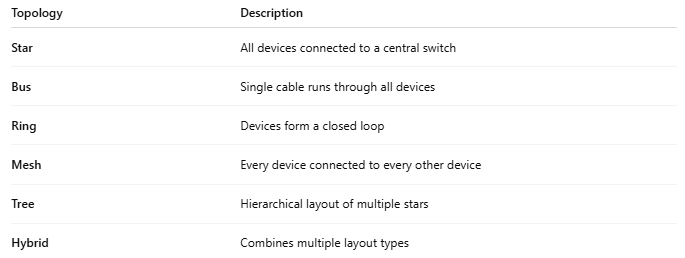 Topology Description
Star All devices connected to a central switch
Bus Single cable runs through all devices
Ring Devices form a closed loop
Mesh Every device connected to every other device
Tree Hierarchical layout of multiple stars
Hybrid Combines multiple layout types